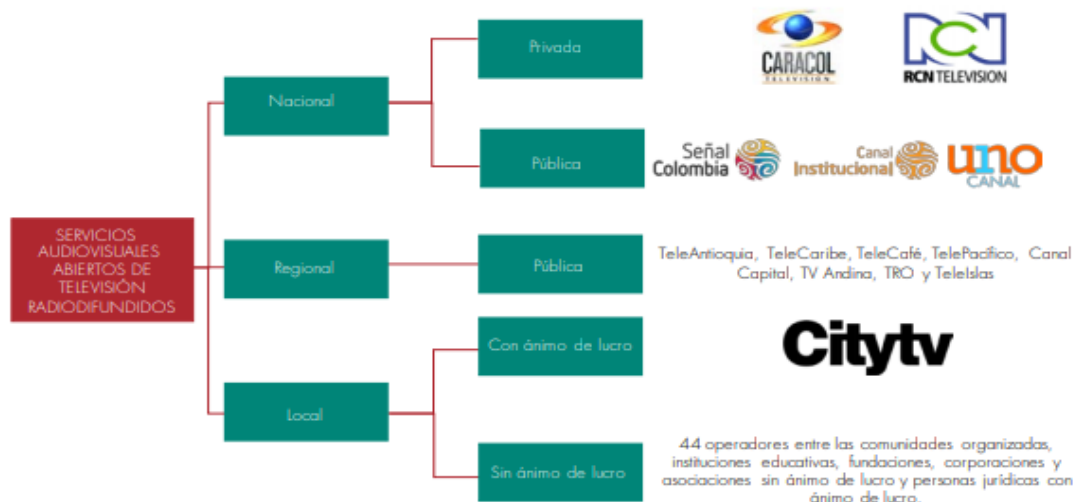 Privada
CARACOL
TELEVISIÓN
RCN TELEVISION
Nacional
Pública
Señal
Colombia
Canal
Institucional
uno
CANAL
SERVICIOS
AUDIOVISUALES
ABIERTOS DE
TELEVISIÓN
RADIODIFUNDIDOS
Regional
Pública
TeleAntioquia, TeleCaribe, TeleCafé, TelePacífico, Canal
Capital, TV Andina, TRO y TeleIslas
Con ánimo de lucro
Citytv
Local
Sin ánimo de lucro
44 operadores entre las comunidades organizadas,
instituciones educativas, fundaciones, corporaciones y
asociaciones sin ánimo de lucro y personas jurídicas con
ánimo de lucro.